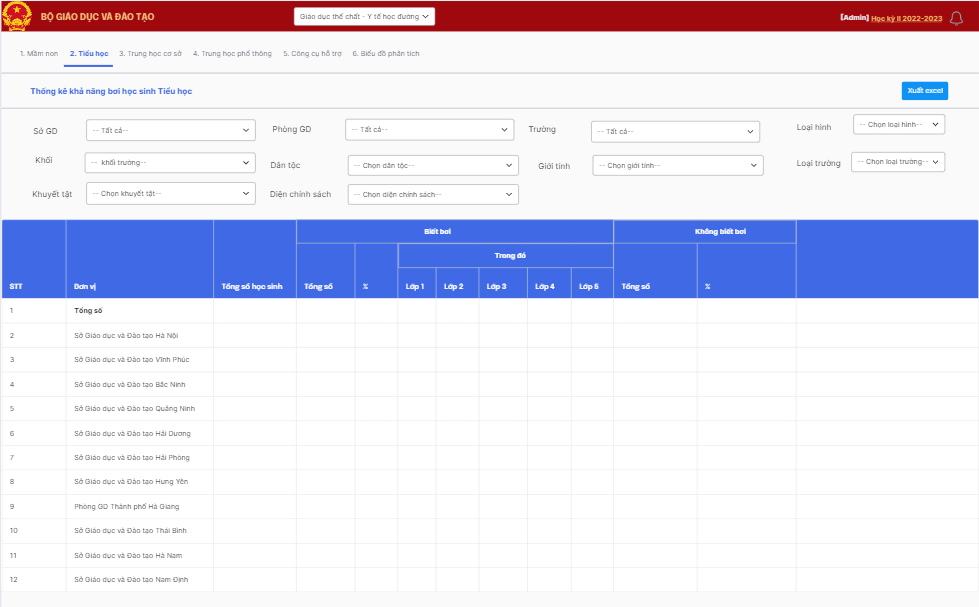 BỘ GIÁO DỤC VÀ ĐÀO TẠO
Giáo dục thể chất - Y tế học đường
[Admin] Học kỳ II 2022-2023
1. Mầm non 2. Tiểu học 3. Trung học cơ sở 4. Trung học phổ thông 5. Công cụ hỗ trợ 6. Biểu đồ phân tích
Thống kê khả năng bơi học sinh Tiểu học
Xuất excel
Sở GD -- Tất cả-- Phòng GD -- Tất cả-- Trường -- Tất cả-- Loại hình -- Chọn loại hình--
Khối -- khối trường-- Dân tộc -- Chọn dân tộc-- Giới tính -- Chọn giới tính-- Loại trường -- Chọn loại trường--
Khuyết tật -- Chọn khuyết tật-- Diện chính sách -- Chọn diện chính sách--
Biết bơi Không biết bơi
Trong đó
STT Đơn vị Tổng số học sinh Tổng số % Lớp 1 Lớp 2 Lớp 3 Lớp 4 Lớp 5 Tổng số %
1 Tổng số
2 Sở Giáo dục và Đào tạo Hà Nội
3 Sở Giáo dục và Đào tạo Vĩnh Phúc
4 Sở Giáo dục và Đào tạo Bắc Ninh
5 Sở Giáo dục và Đào tạo Quảng Ninh
6 Sở Giáo dục và Đào tạo Hải Dương
7 Sở Giáo dục và Đào tạo Hải Phòng
8 Sở Giáo dục và Đào tạo Hưng Yên
9 Phòng GD Thành phố Hà Giang
10 Sở Giáo dục và Đào tạo Thái Bình
11 Sở Giáo dục và Đào tạo Hà Nam
12 Sở Giáo dục và Đào tạo Nam Định